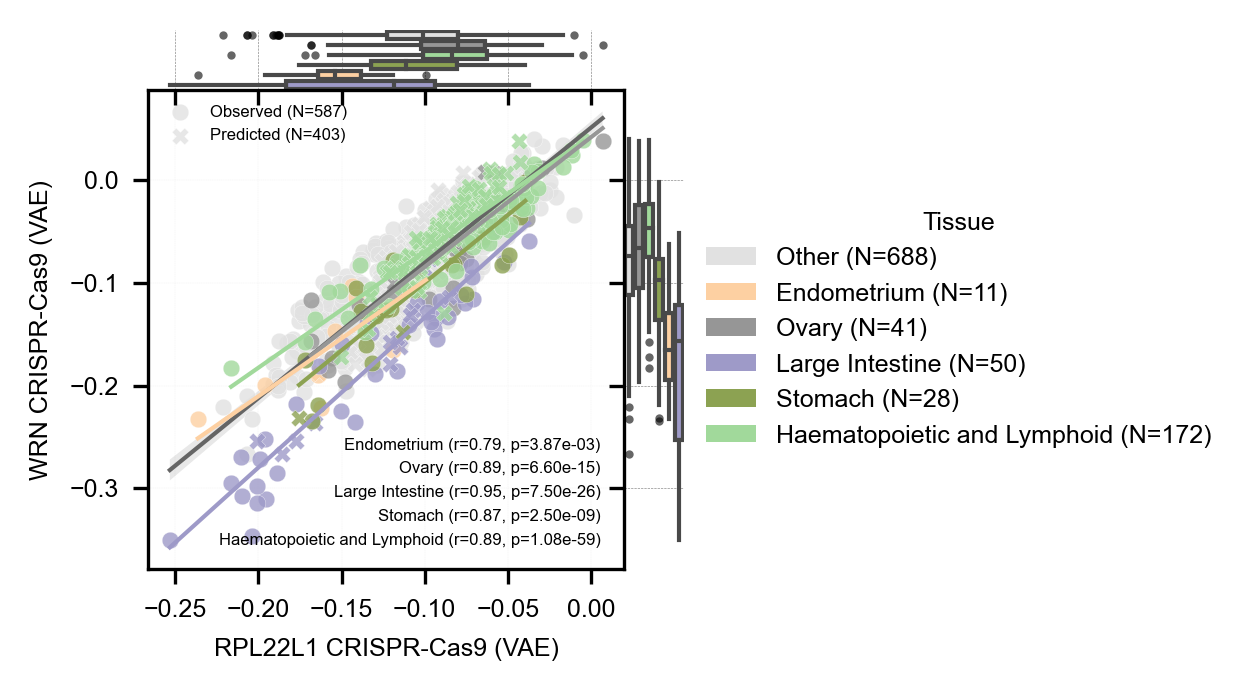 Observed (N=587)
Predicted (N=403)
0.0
−0.1
−0.2
−0.3
WRN CRISPR-Cas9 (VAE)
Endometrium (r=0.79, p=3.87e-03)
Ovary (r=0.89, p=6.60e-15)
Large Intestine (r=0.95, p=7.50e-26)
Stomach (r=0.87, p=2.50e-09)
Haematopoietic and Lymphoid (r=0.89, p=1.08e-59)
−0.25 −0.20 −0.15 −0.10 −0.05 0.00
RPL22L1 CRISPR-Cas9 (VAE)
Tissue
Other (N=688)
Endometrium (N=11)
Ovary (N=41)
Large Intestine (N=50)
Stomach (N=28)
Haematopoietic and Lymphoid (N=172)